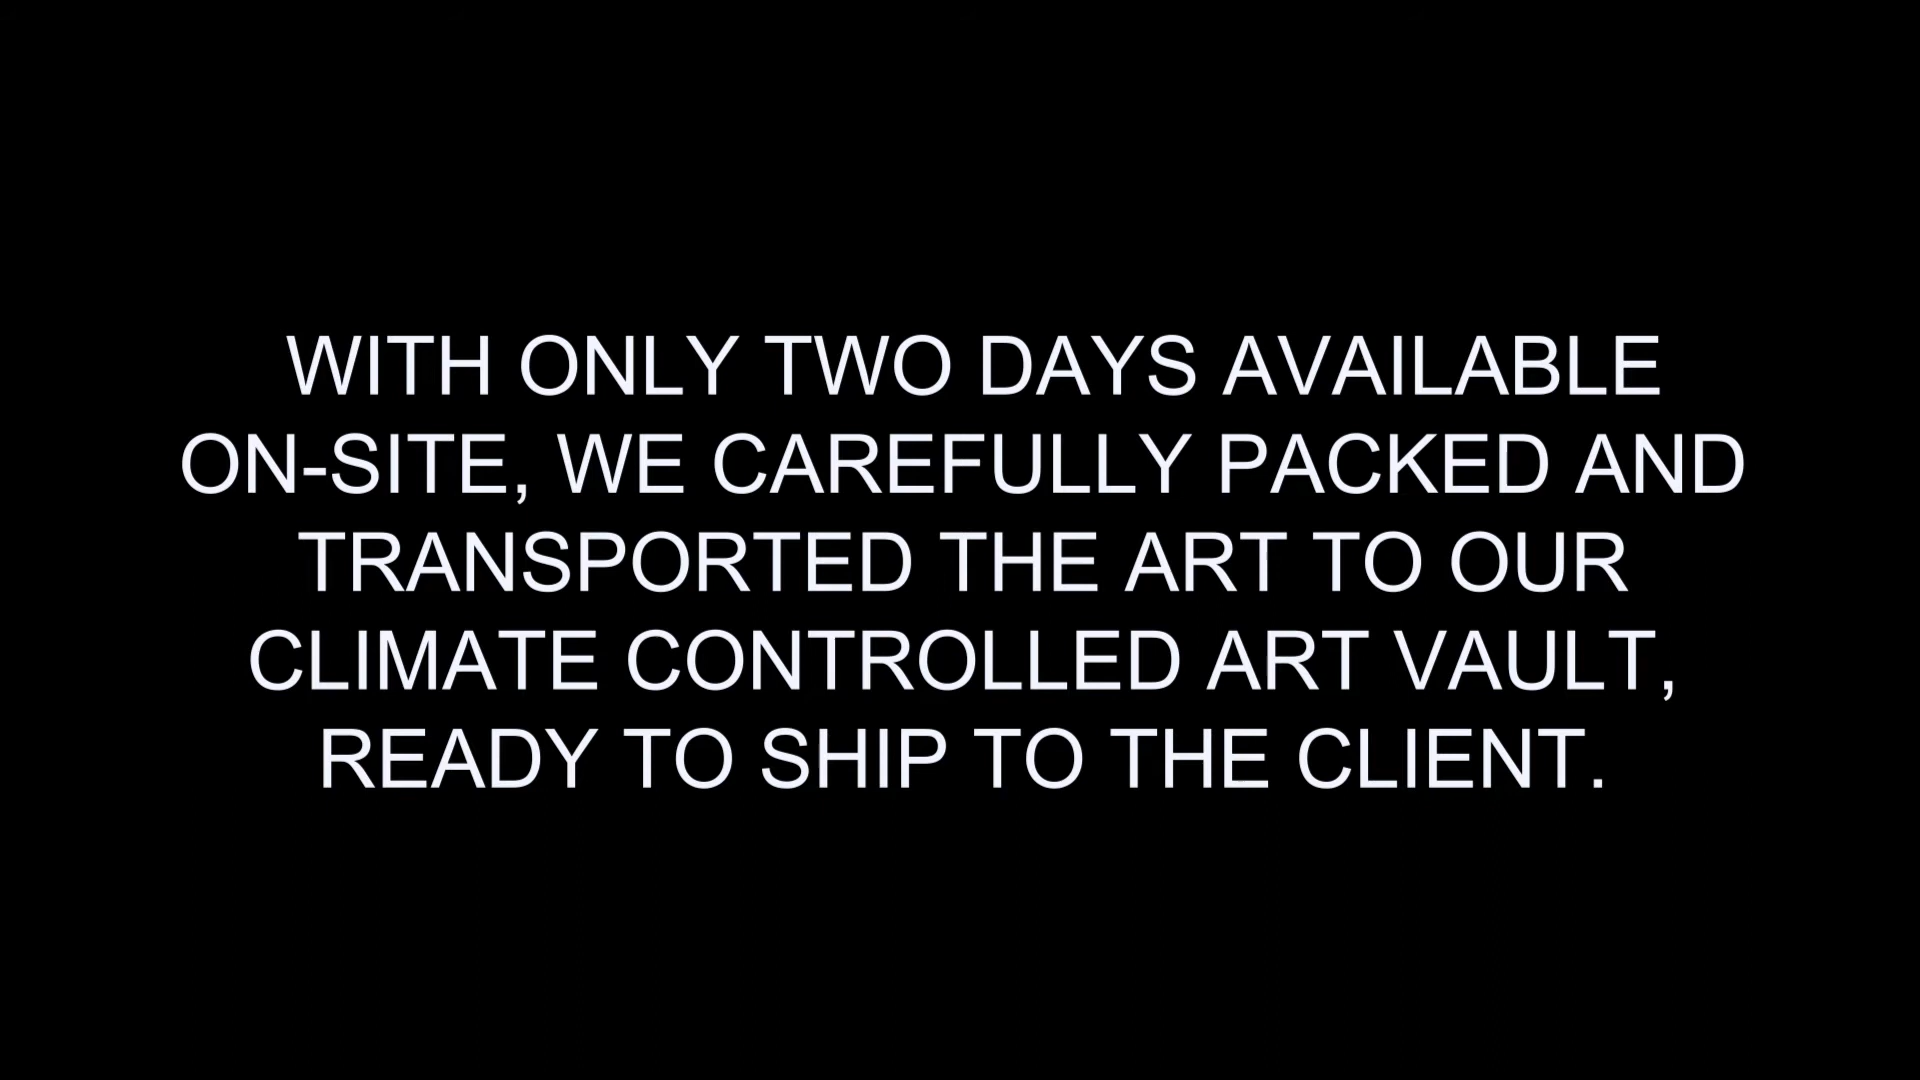 WITH ONLY TWO DAYS AVAILABLE
ON-SITE, WE CAREFULLY PACKED AND
TRANSPORTED THE ART TO OUR
CLIMATE CONTROLLED ART VAULT,
READY TO SHIP TO THE CLIENT.